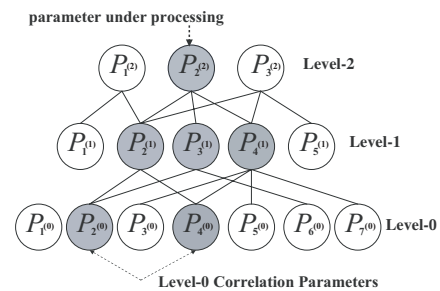 parameter under processing
P₁⁽²⁾ P₂⁽²⁾ P₃⁽²⁾ Level-2
P₁⁽¹⁾ P₂⁽¹⁾ P₃⁽¹⁾ P₄⁽¹⁾ P₅⁽¹⁾ Level-1
P₁⁽⁰⁾ P₂⁽⁰⁾ P₃⁽⁰⁾ P₄⁽⁰⁾ P₅⁽⁰⁾ P₆⁽⁰⁾ P₇⁽⁰⁾ Level-0
Level-0 Correlation Parameters